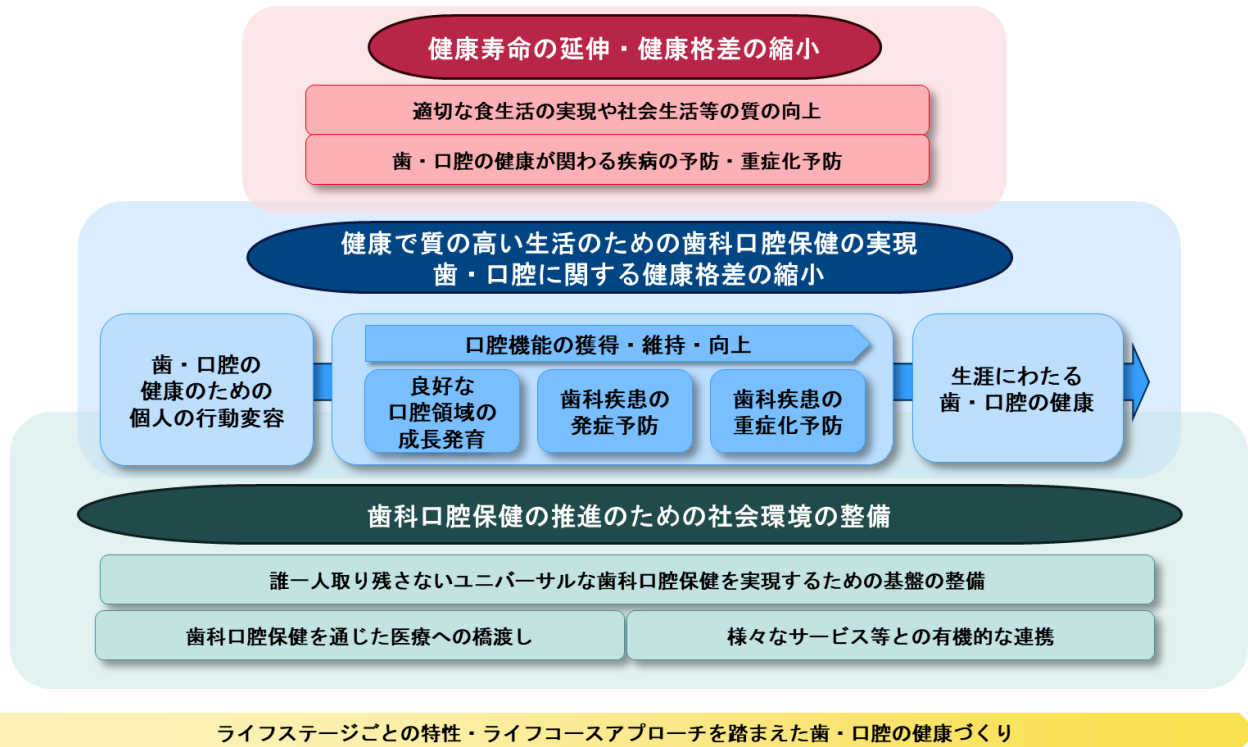 健康寿命の延伸・健康格差の縮小
適切な食生活の実現や社会生活等の質の向上
歯・口腔の健康が関わる疾病の予防・重症化予防
健康で質の高い生活のための歯科口腔保健の実現
歯・口腔に関する健康格差の縮小
歯・口腔の
健康のための
個人の行動変容
口腔機能の獲得・維持・向上
良好な
口腔領域の
成長発育
歯科疾患の
発症予防
歯科疾患の
重症化予防
生涯にわたる
歯・口腔の健康
歯科口腔保健の推進のための社会環境の整備
誰一人取り残さないユニバーサルな歯科口腔保健を実現するための基盤の整備
歯科口腔保健を通じた医療への橋渡し
様々なサービス等との有機的な連携
ライフステージごとの特性・ライフコースアプローチを踏まえた歯・口腔の健康づくり